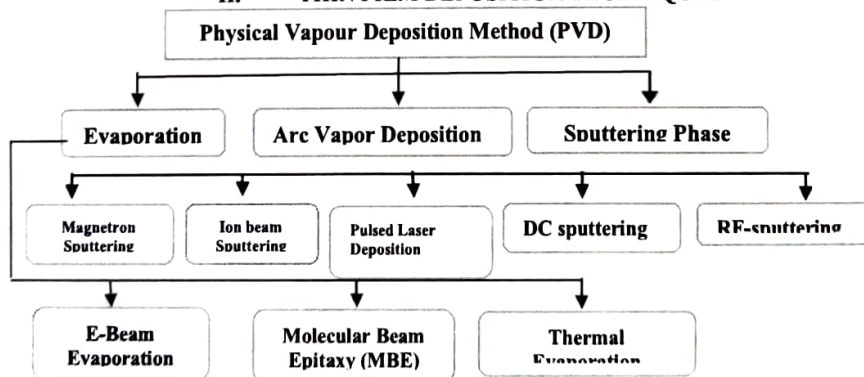 Physical Vapour Deposition Method (PVD)
Evaporation
Arc Vapor Deposition
Sputtering Phase
Magnetron
Sputtering
Ion beam
Sputtering
Pulsed Laser
Deposition
DC sputtering
RF-sputtering
E-Beam
Evaporation
Molecular Beam
Epitaxy (MBE)
Thermal
Evaporation